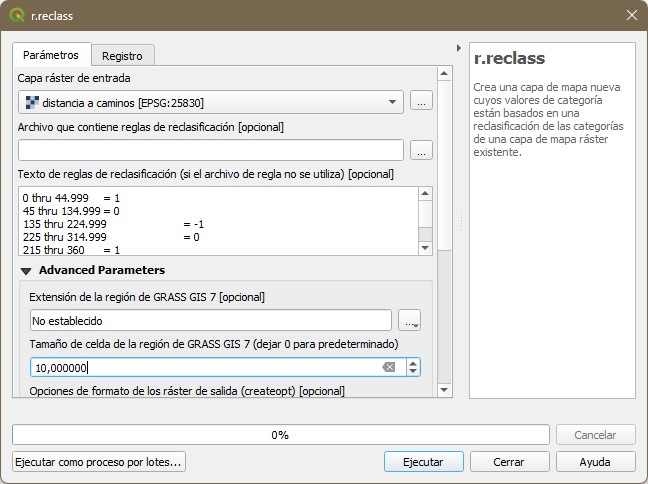 r.reclass
Parámetros
Registro
Capa ráster de entrada
distancia a caminos [EPSG:25830]
...
Archivo que contiene reglas de reclasificación [opcional]
...
Texto de reglas de reclasificación (si el archivo de regla no se utiliza) [opcional]
0 thru 44.999 = 1
45 thru 134.999 = 0
135 thru 224.999 = -1
225 thru 314.999 = 0
215 thru 360 = 1
Advanced Parameters
Extensión de la región de GRASS GIS 7 [opcional]
No establecido
...
Tamaño de celda de la región de GRASS GIS 7 (dejar 0 para predeterminado)
10,000000
Opciones de formato de los ráster de salida (createopt) [opcional]
r.reclass
Crea una capa de mapa nueva
cuyos valores de categoría
están basados en una
reclasificación de las categorías
de una capa de mapa ráster
existente.
0%
Cancelar
Ejecutar como proceso por lotes...
Ejecutar
Cerrar
Ayuda